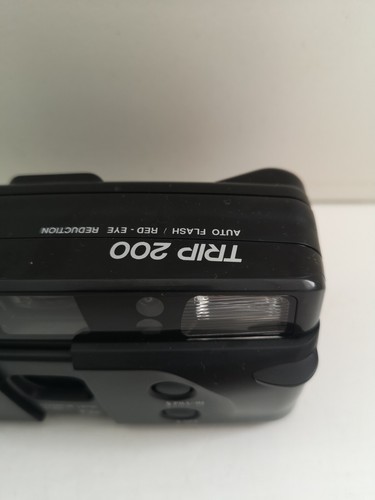 TRIP 200
AUTO FLASH / RED - EYE REDUCTION